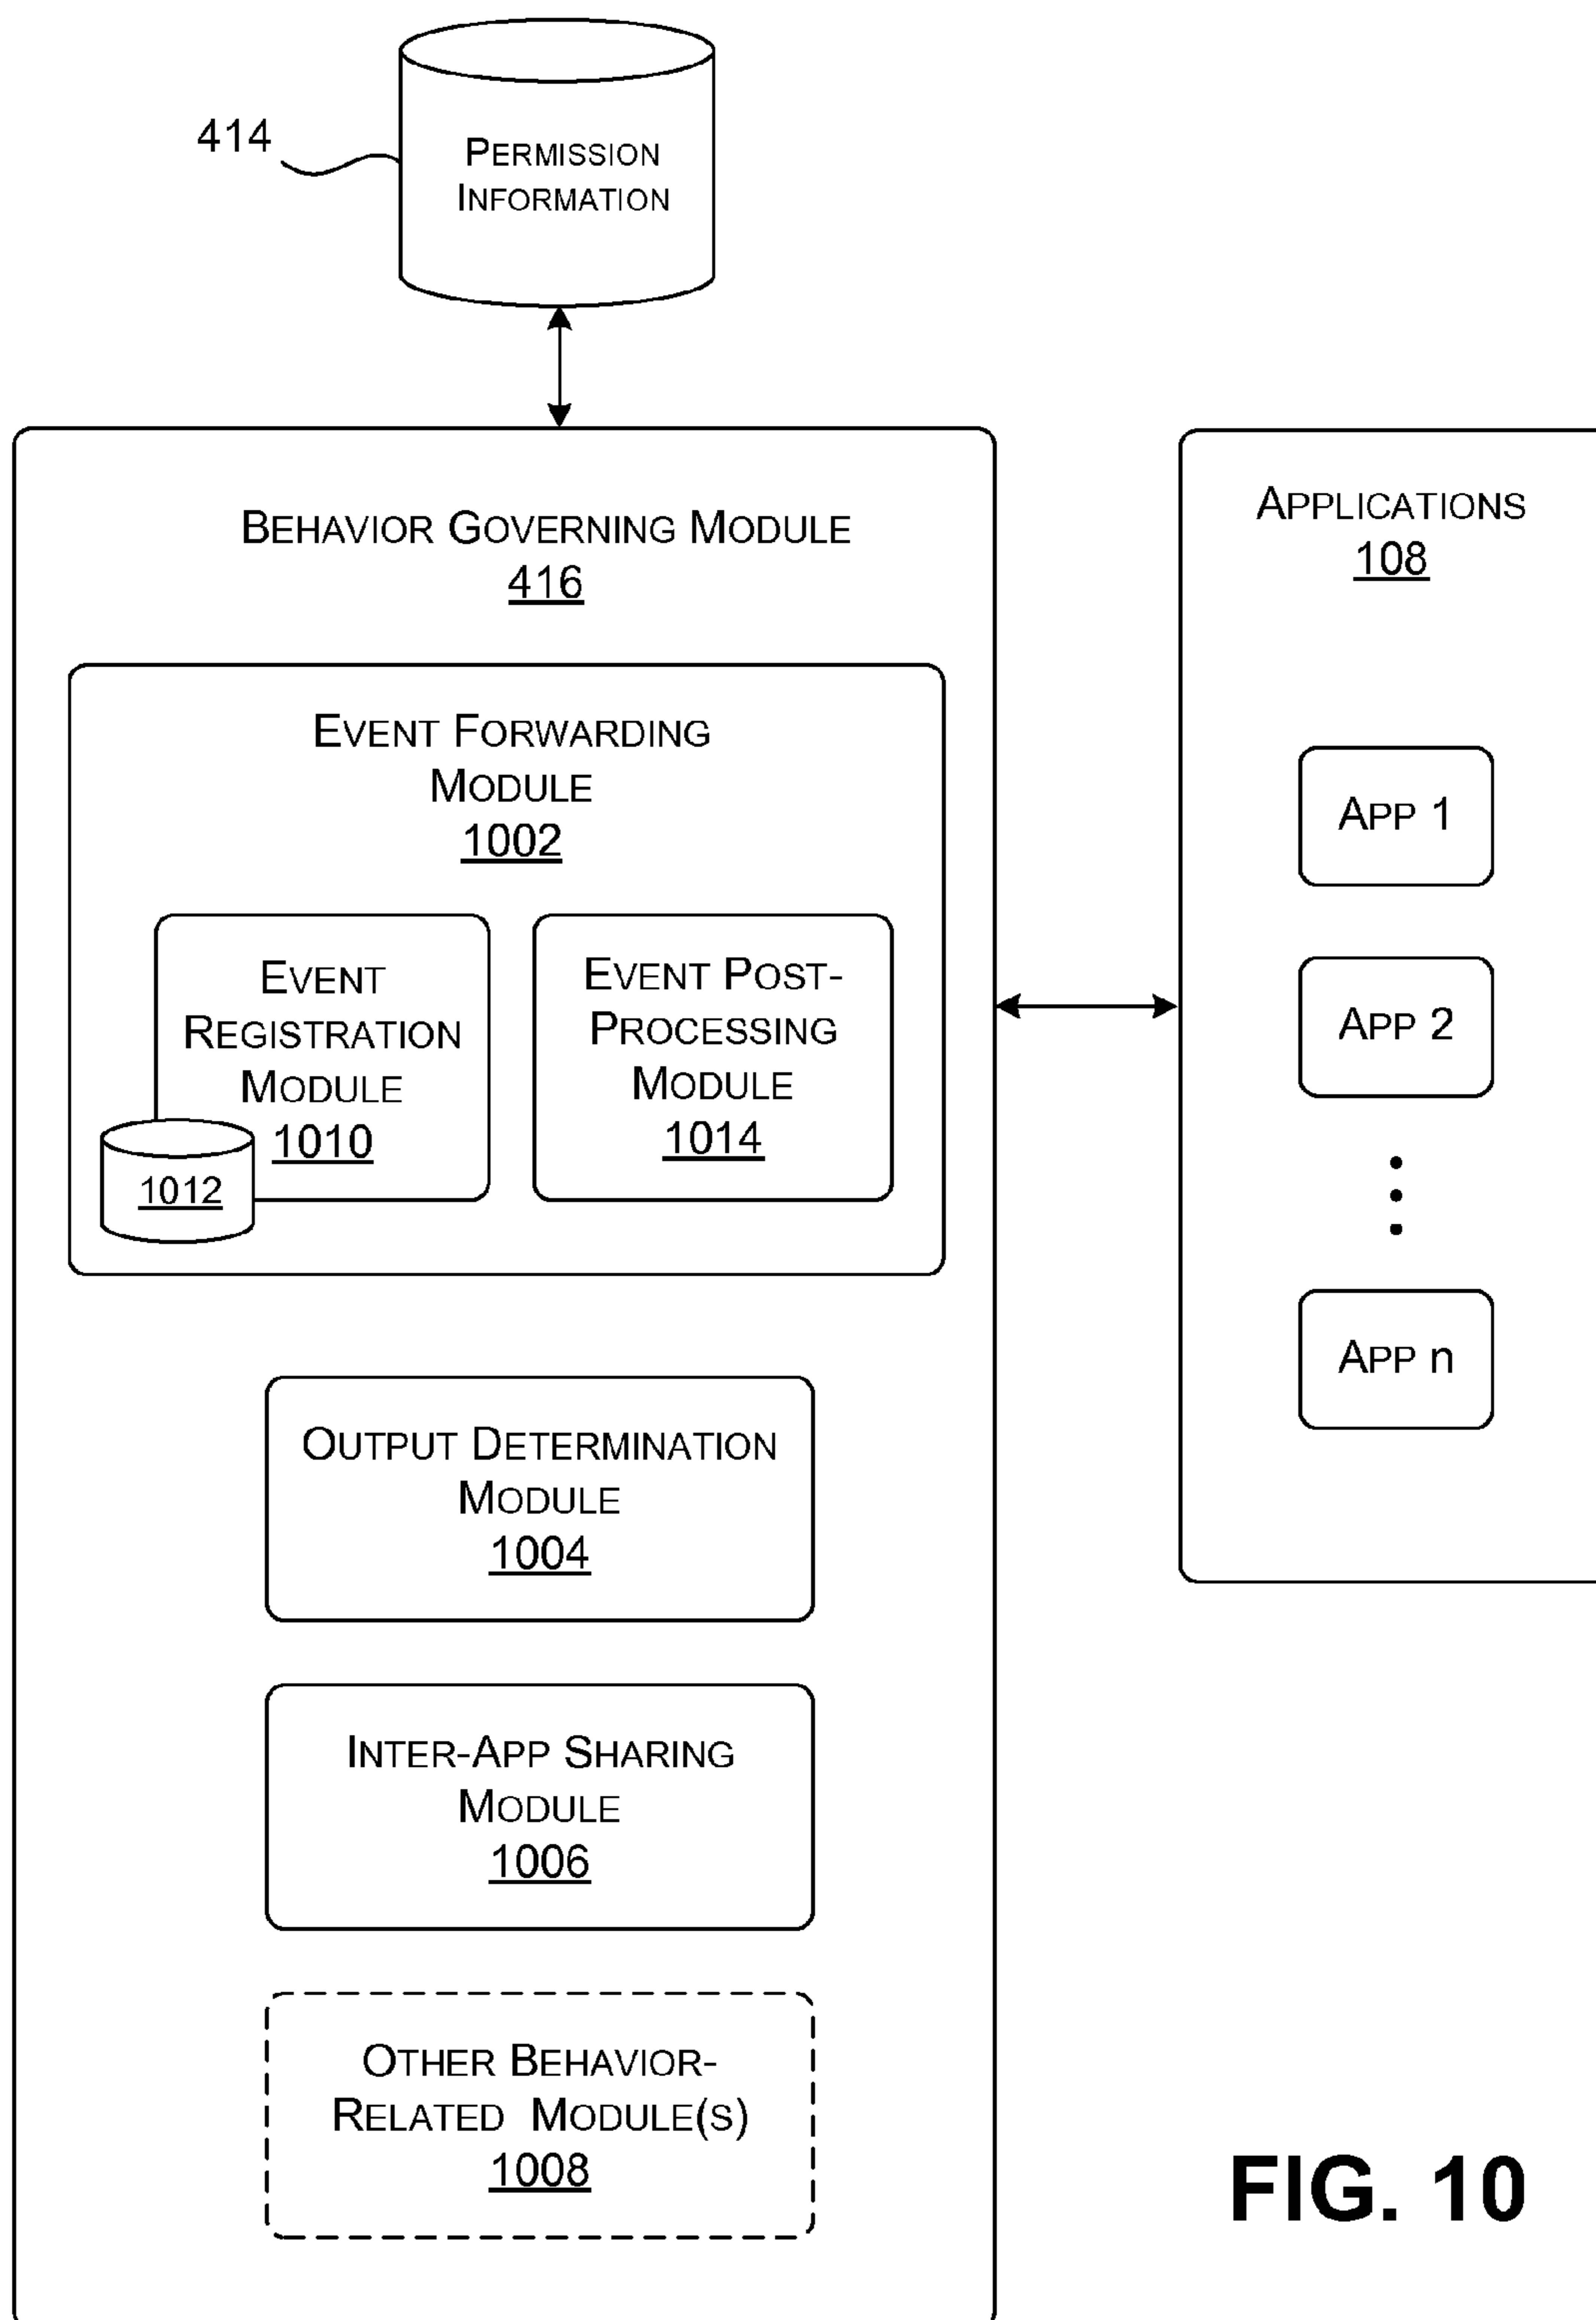 414
PERMISSION
INFORMATION
BEHAVIOR GOVERNING MODULE
416
EVENT FORWARDING
MODULE
1002
EVENT
REGISTRATION
MODULE
1010
1012
EVENT POST-
PROCESSING
MODULE
1014
OUTPUT DETERMINATION
MODULE
1004
INTER-APP SHARING
MODULE
1006
OTHER BEHAVIOR-
RELATED MODULE(S)
1008
APPLICATIONS
108
APP 1
APP 2
APP n
FIG. 10